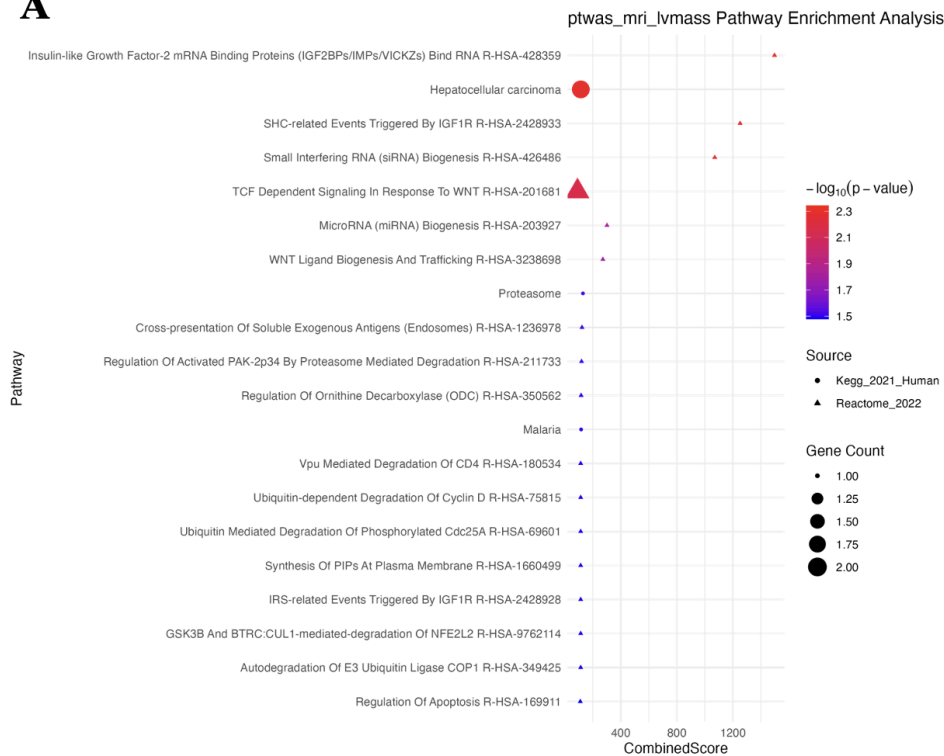 A
ptwas_mri_lvmass Pathway Enrichment Analysis
Insulin-like Growth Factor-2 mRNA Binding Proteins (IGF2BPs/IMPs/VICKZs) Bind RNA R-HSA-428359
Hepatocellular carcinoma
SHC-related Events Triggered By IGF1R R-HSA-2428933
Small Interfering RNA (siRNA) Biogenesis R-HSA-426486
TCF Dependent Signaling In Response To WNT R-HSA-201681
MicroRNA (miRNA) Biogenesis R-HSA-203927
WNT Ligand Biogenesis And Trafficking R-HSA-3238698
Proteasome
Cross-presentation Of Soluble Exogenous Antigens (Endosomes) R-HSA-1236978
Regulation Of Activated PAK-2p34 By Proteasome Mediated Degradation R-HSA-211733
Regulation Of Ornithine Decarboxylase (ODC) R-HSA-350562
Malaria
Vpu Mediated Degradation Of CD4 R-HSA-180534
Ubiquitin-dependent Degradation Of Cyclin D R-HSA-75815
Ubiquitin Mediated Degradation Of Phosphorylated Cdc25A R-HSA-69601
Synthesis Of PIPs At Plasma Membrane R-HSA-1660499
IRS-related Events Triggered By IGF1R R-HSA-2428928
GSK3B And BTRC:CUL1-mediated-degradation Of NFE2L2 R-HSA-9762114
Autodegradation Of E3 Ubiquitin Ligase COP1 R-HSA-349425
Regulation Of Apoptosis R-HSA-169911
Pathway
400 800 1200
CombinedScore
−log10(p − value)
2.3
2.1
1.9
1.7
1.5
Source
Kegg_2021_Human
Reactome_2022
Gene Count
1.00
1.25
1.50
1.75
2.00